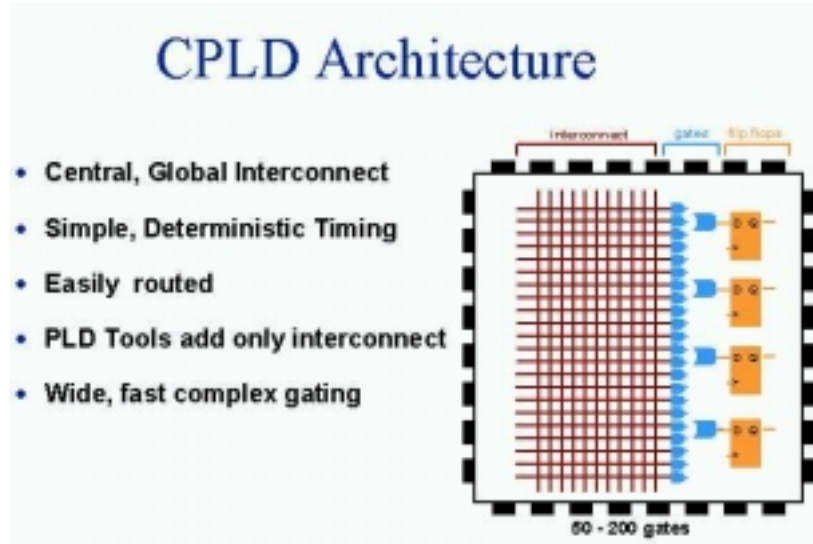 CPLD Architecture
interconnect
gates
flip flops
• Central, Global Interconnect
• Simple, Deterministic Timing
• Easily routed
• PLD Tools add only interconnect
• Wide, fast complex gating
D Q
D Q
D Q
D Q
50 - 200 gates